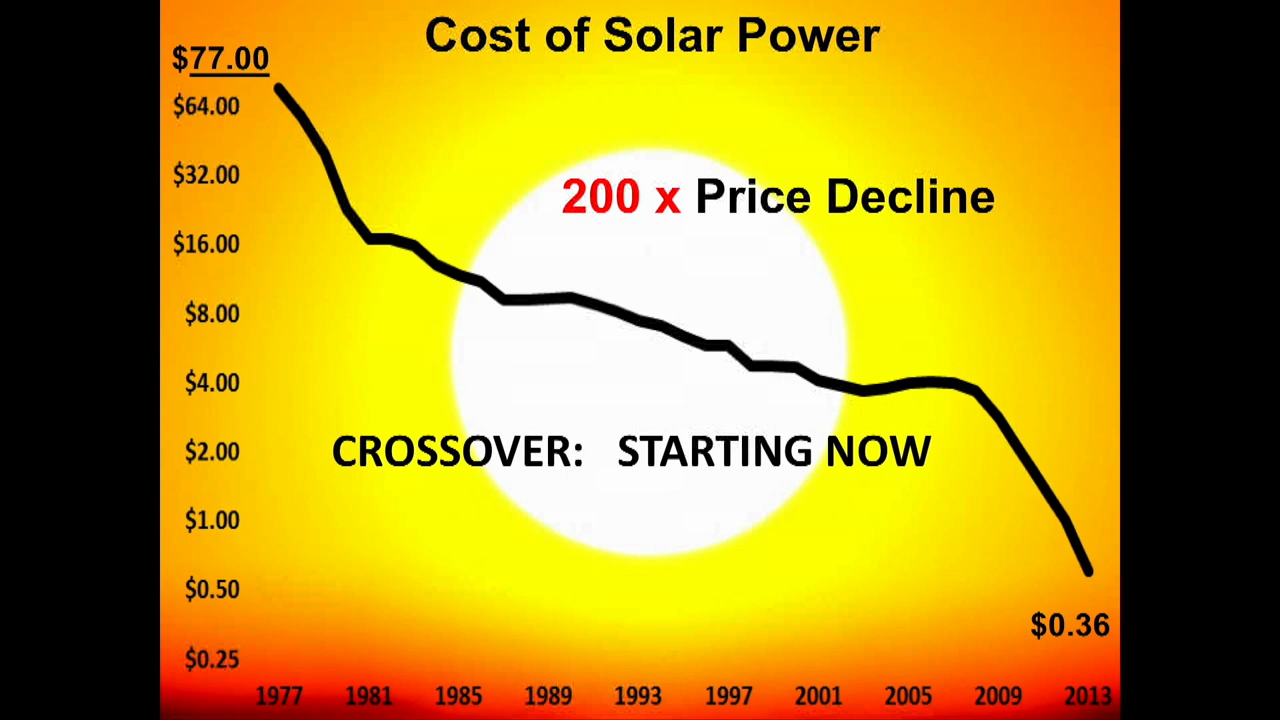 Cost of Solar Power
$77.00
$64.00
$32.00
200 x Price Decline
$16.00
$8.00
$4.00
CROSSOVER: STARTING NOW
$2.00
$1.00
$0.50
$0.36
$0.25
1977 1981 1985 1989 1993 1997 2001 2005 2009 2013